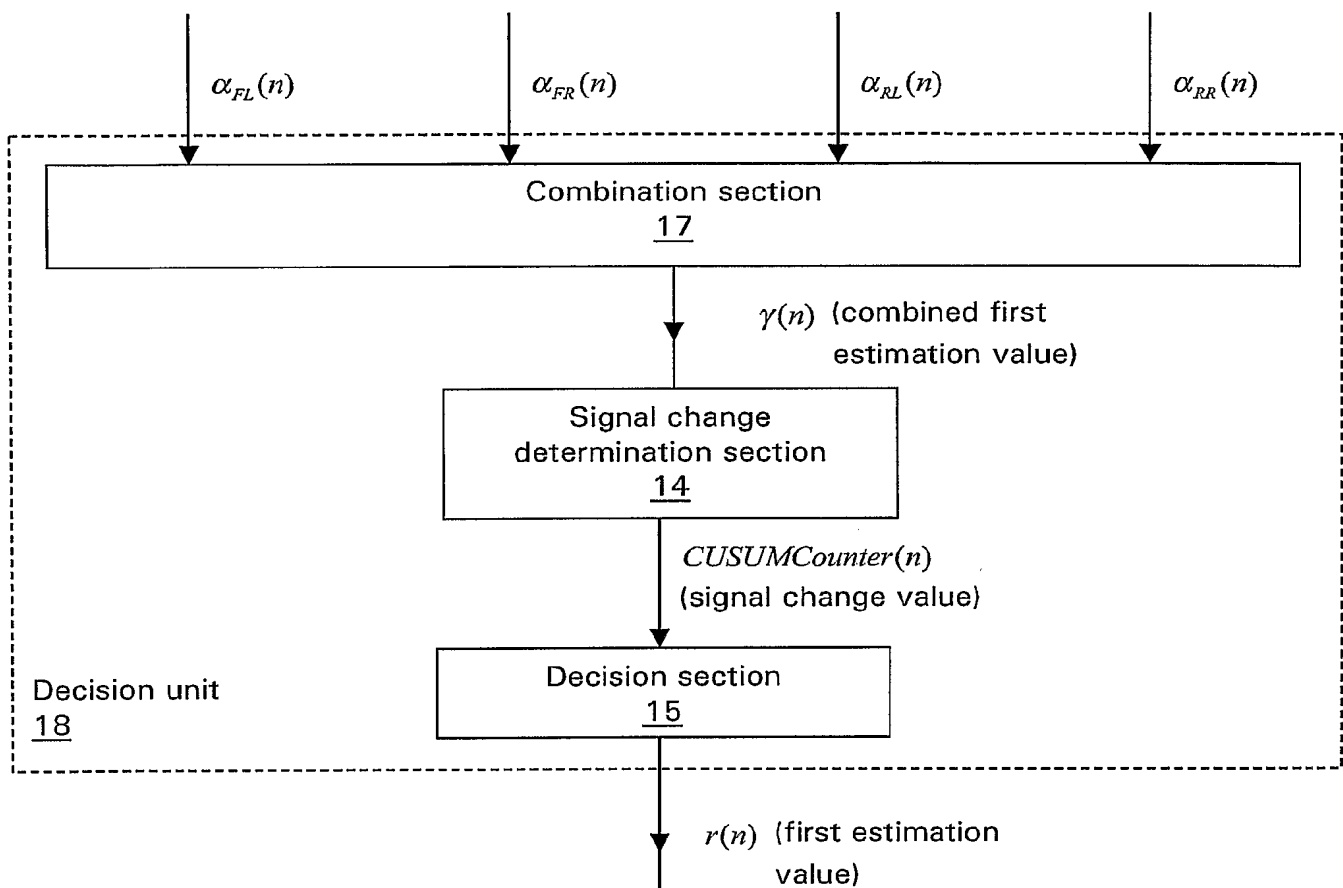 α_FL(n) α_FR(n) α_RL(n) α_RR(n)
Combination section
17
γ(n) (combined first
estimation value)
Signal change
determination section
14
CUSUMCounter(n)
(signal change value)
Decision section
15
Decision unit
18
r(n) (first estimation
value)